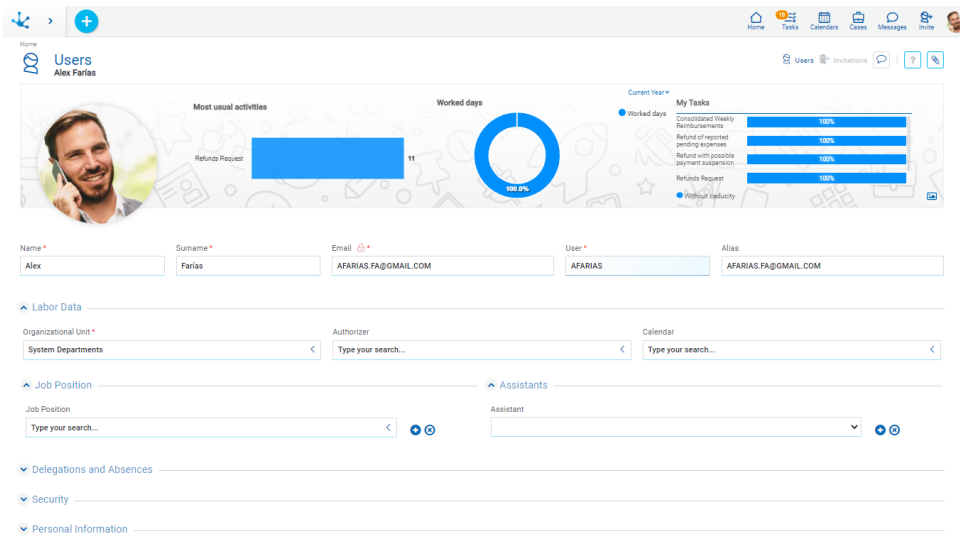 18
Home
Tasks
Calendars
Cases
Messages
Invite
Home
Users
Alex Farías
Users
Invitations
?
Most usual activities
Refunds Request
11
Worked days
100.0%
Current Year
Worked days
My Tasks
Consolidated Weekly
Reimbursements
100%
Refund of reported
pending expenses
100%
Refund with possible
payment suspension
100%
Refunds Request
100%
Without caducity
Name *
Surname *
Email *
User *
Alias
Alex
Farías
AFARIAS.FA@GMAIL.COM
AFARIAS
AFARIAS.FA@GMAIL.COM
Labor Data
Organizational Unit *
Authorizer
Calendar
System Departments
Type your search...
Type your search...
Job Position
Assistants
Job Position
Assistant
Type your search...
Delegations and Absences
Security
Personal Information